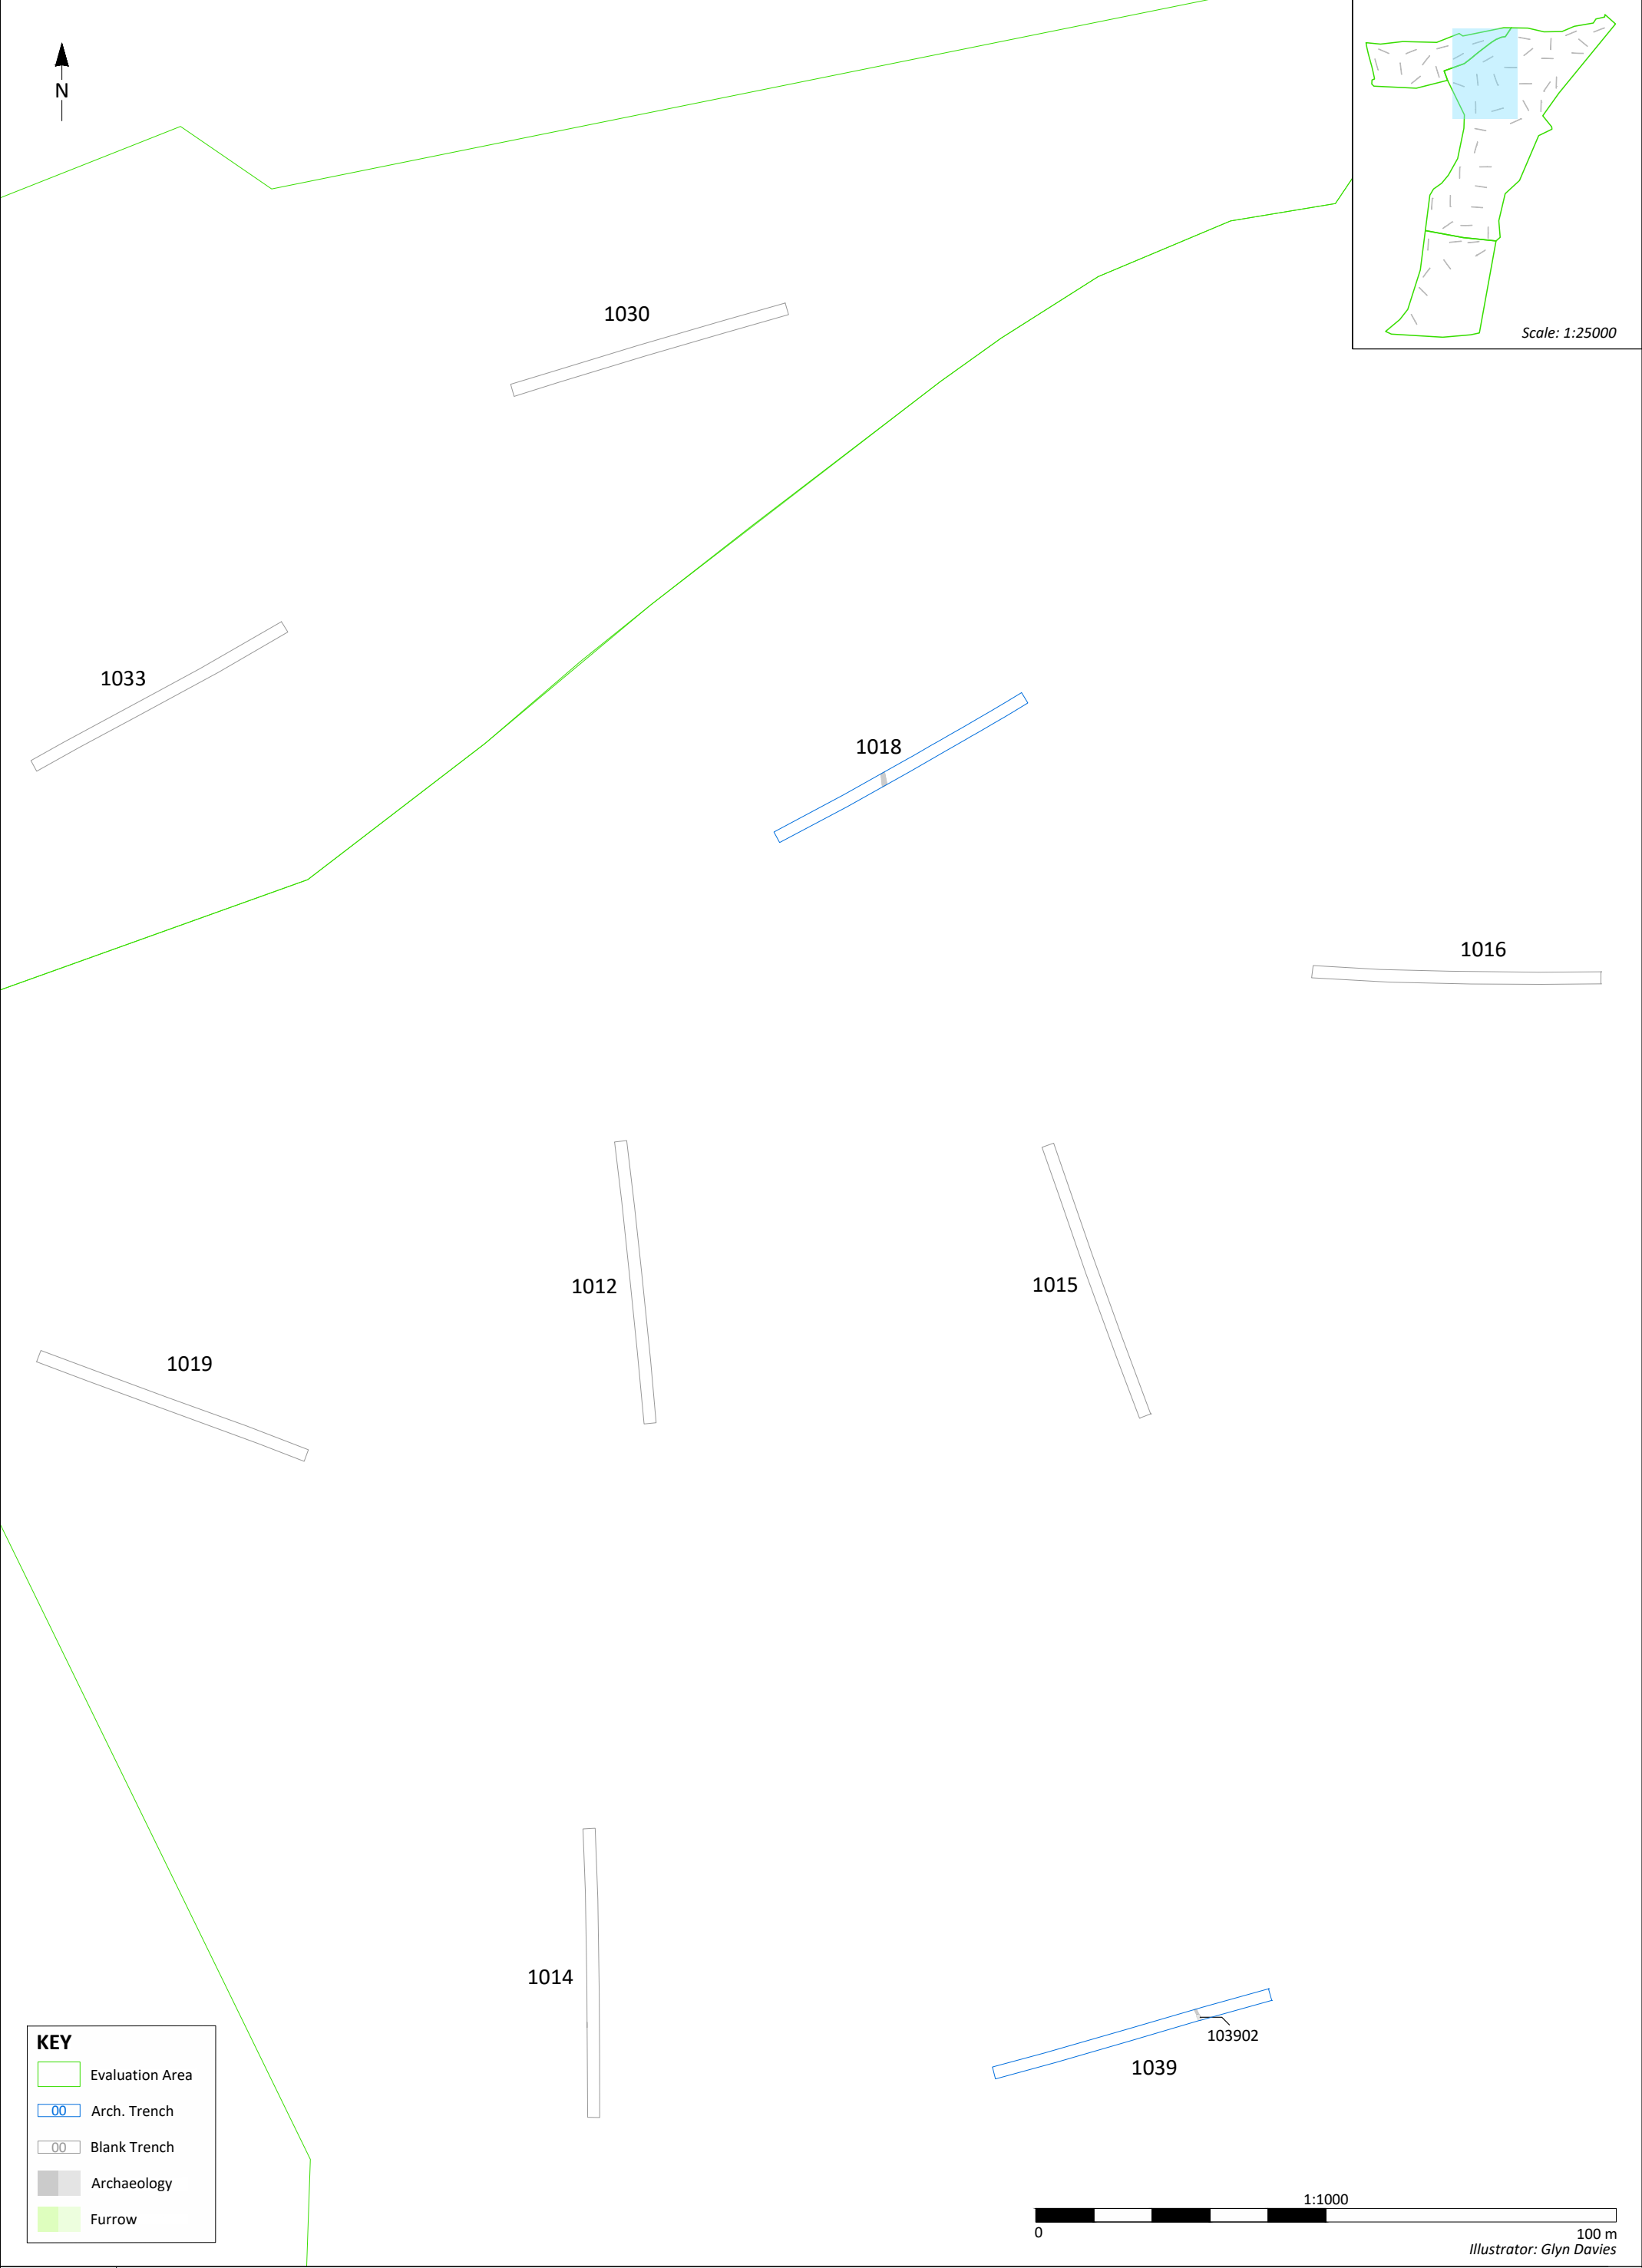 N
Scale: 1:25000
1030
1033
1018
1016
1012
1015
1019
1014
103902
1039
KEY
Evaluation Area
00 Arch. Trench
00 Blank Trench
Archaeology
Furrow
1:1000
0 100 m
Illustrator: Glyn Davies